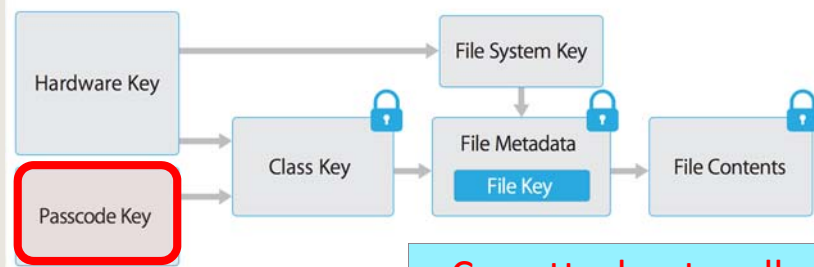 File System Key
Hardware Key
File Metadata
Class Key
File Key
File Contents
Passcode Key